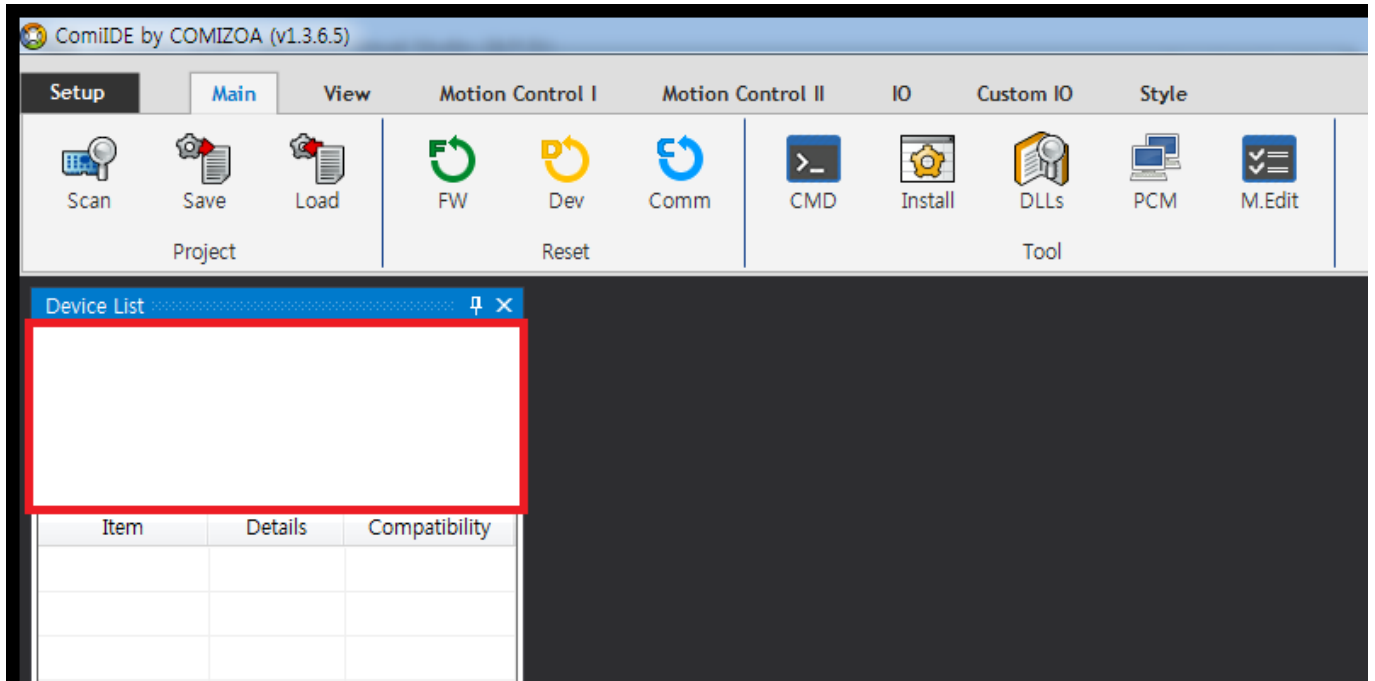 ComiIDE by COMIZOA (v1.3.6.5)
Setup Main View Motion Control I Motion Control II IO Custom IO Style
Scan Save Load FW Dev Comm CMD Install DLLs PCM M.Edit
Project Reset Tool
Device List
Item Details Compatibility